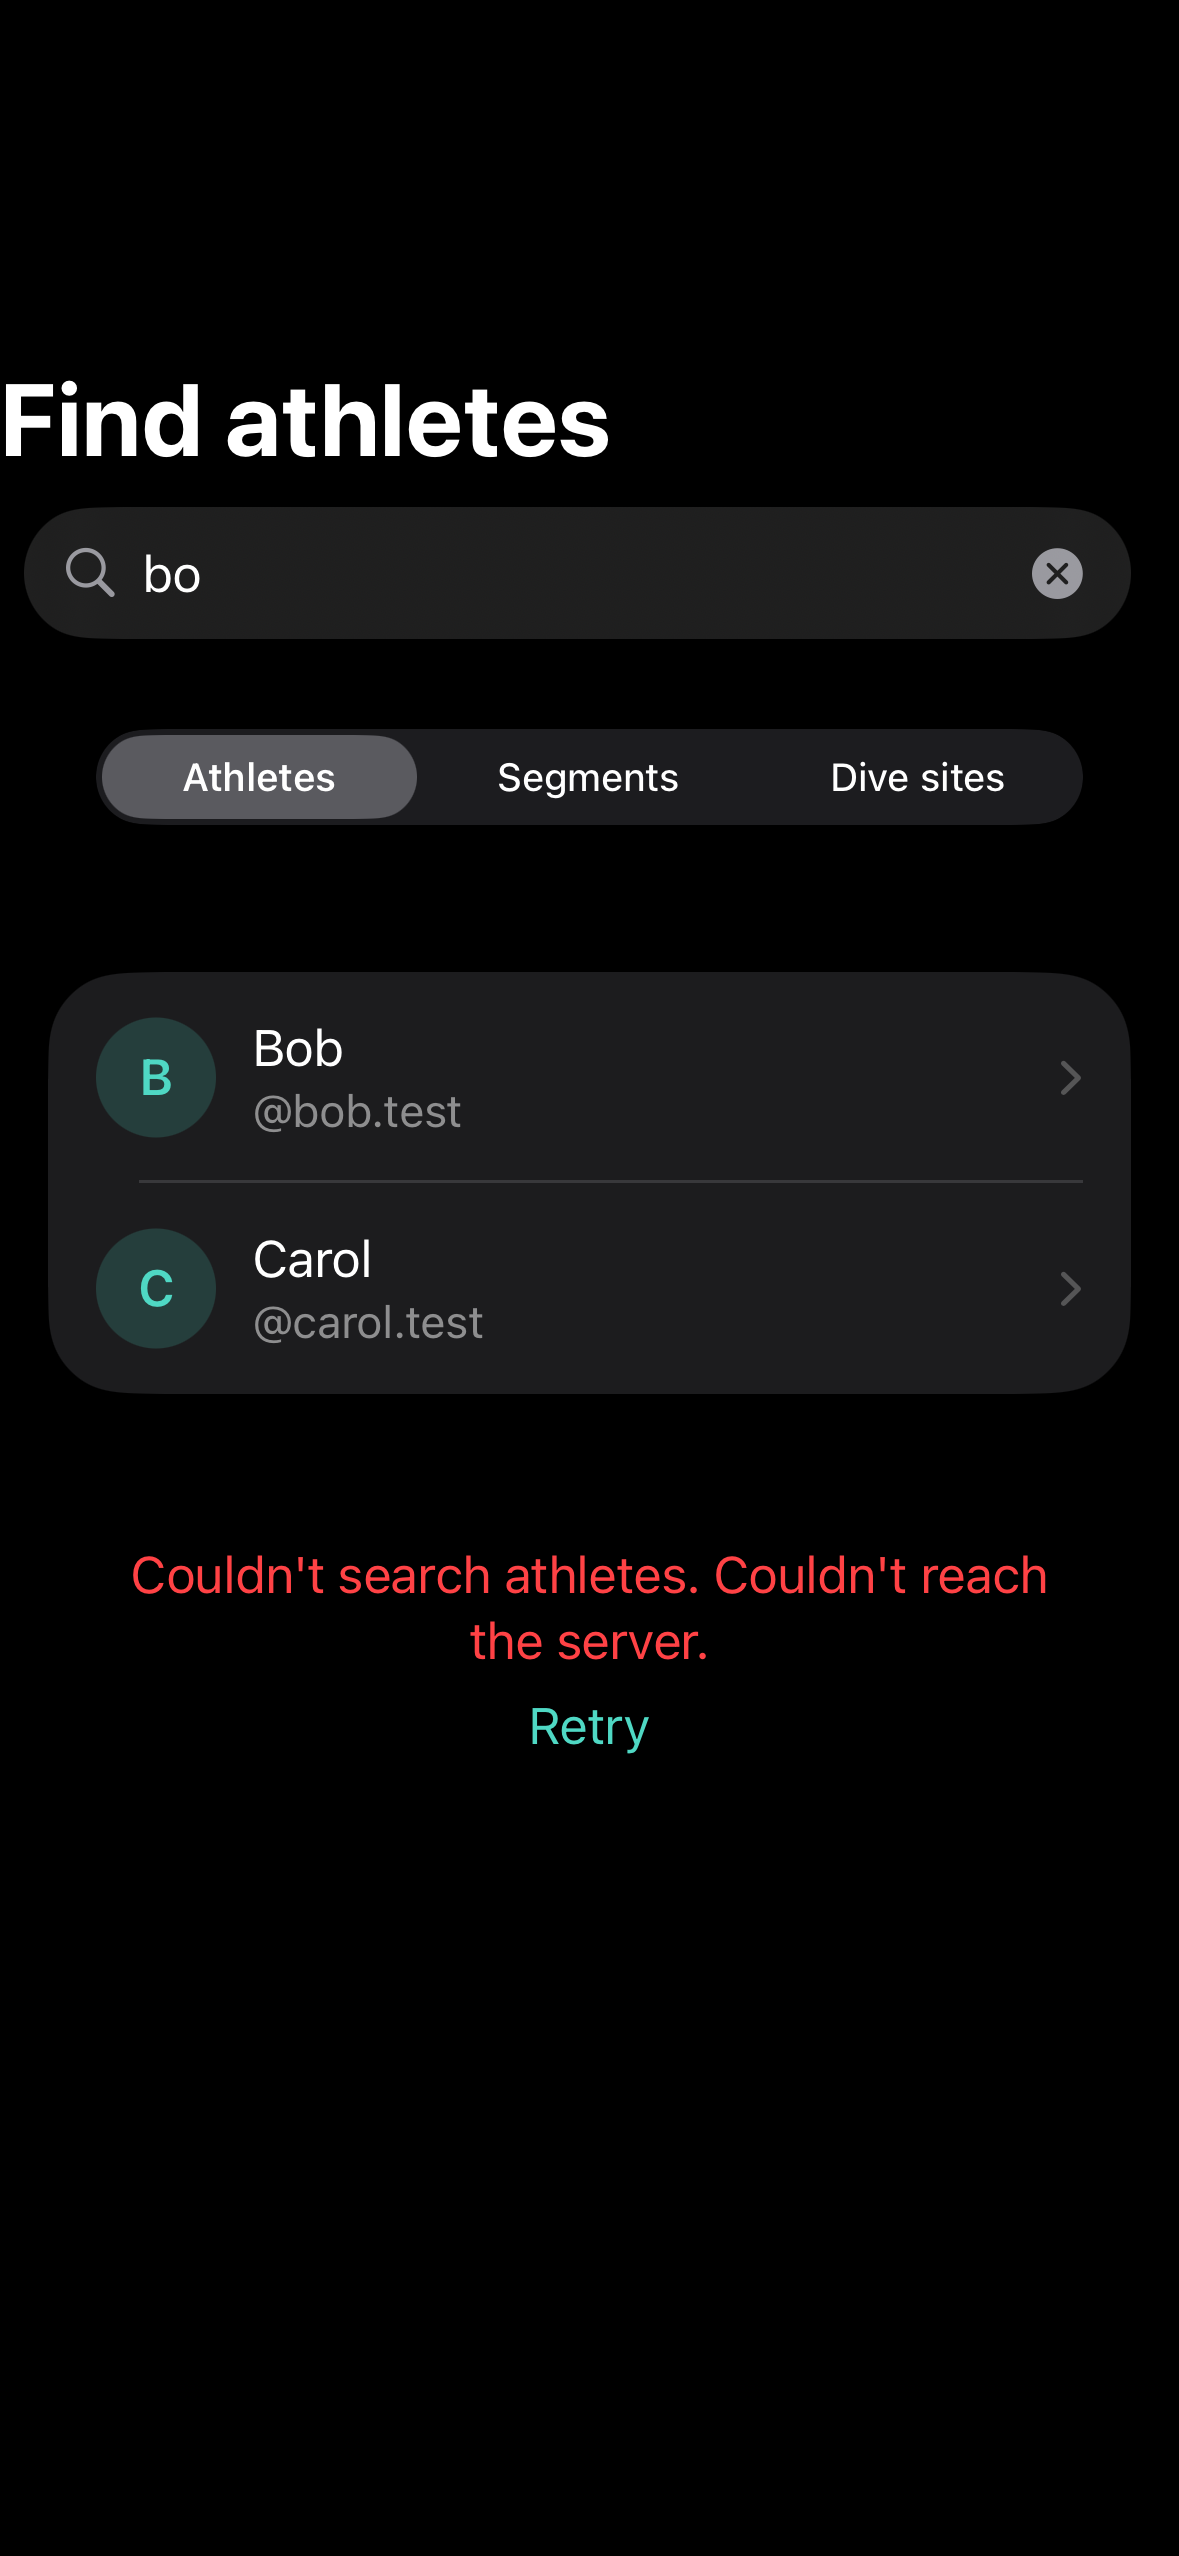 Find athletes
bo
Athletes Segments Dive sites
B
Bob
@bob.test
C
Carol
@carol.test
Couldn't search athletes. Couldn't reach
the server.
Retry